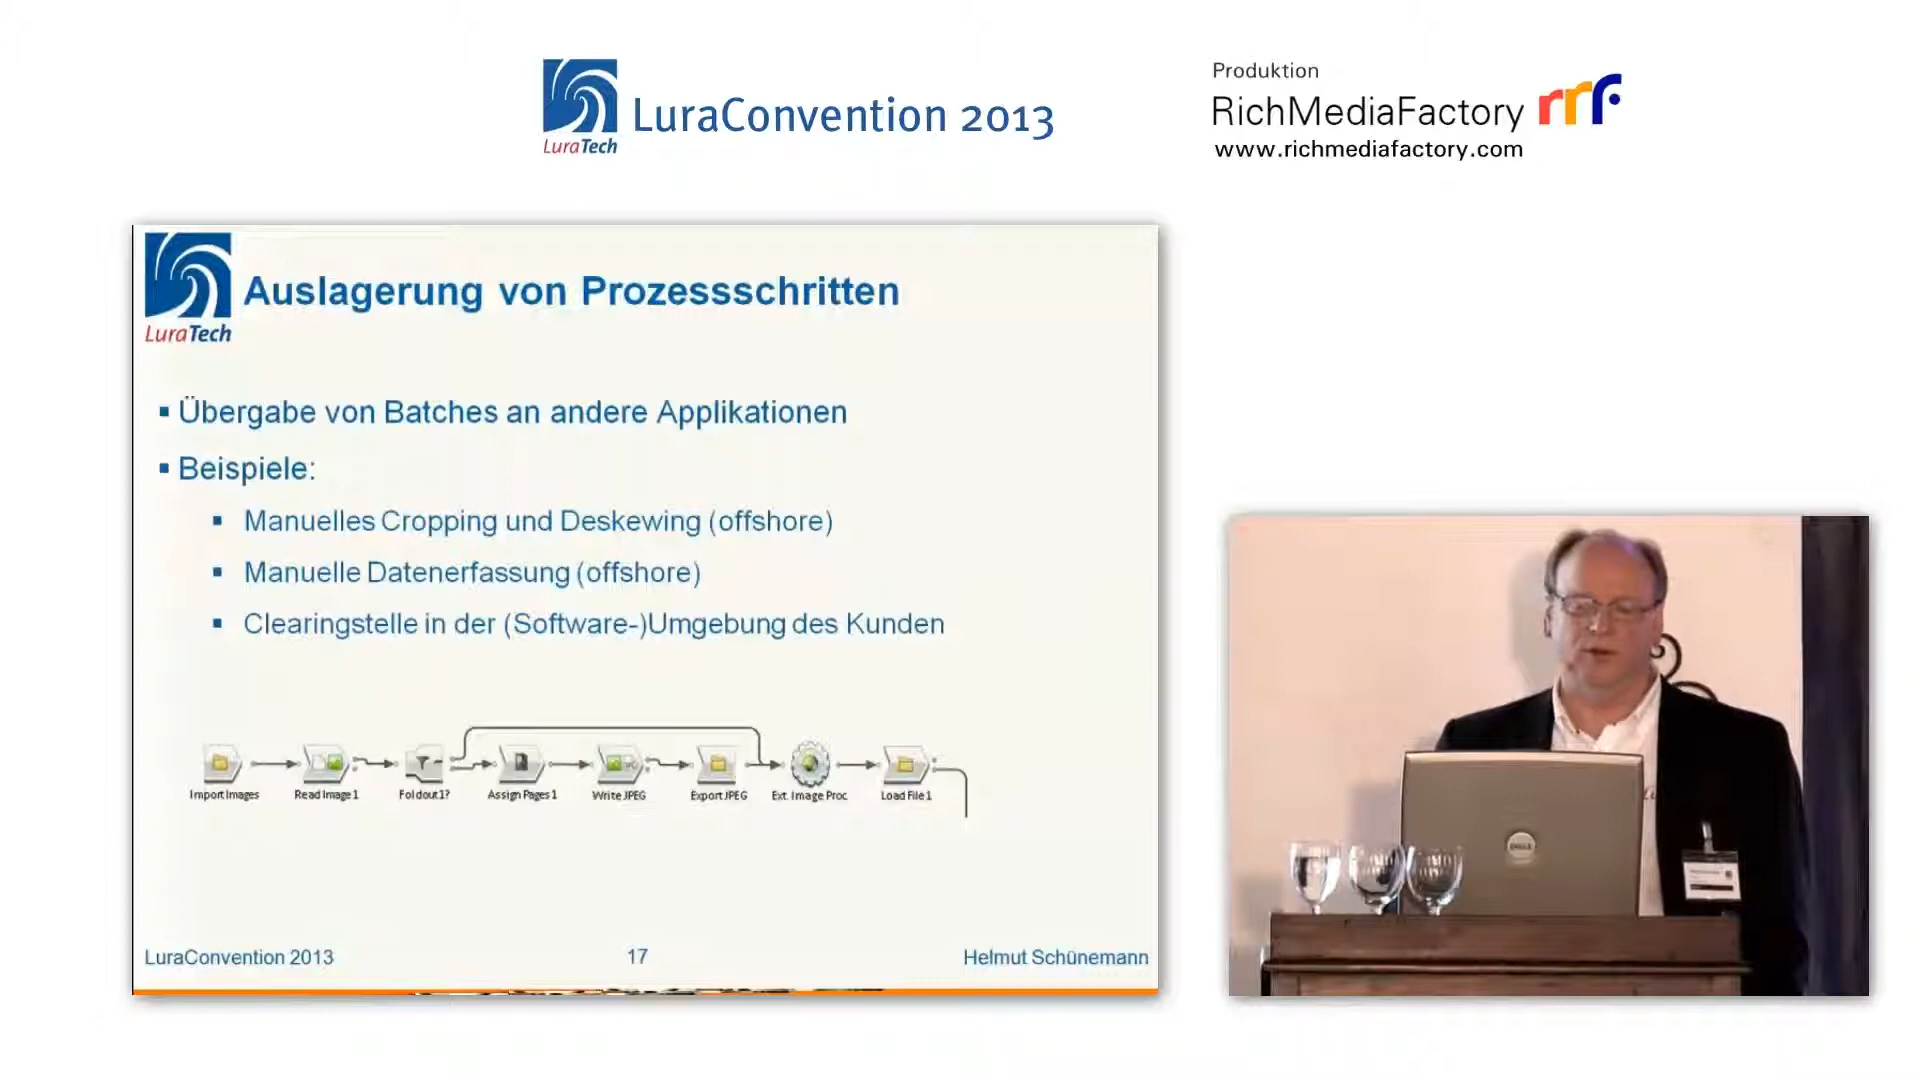 LuraTech
LuraConvention 2013
Produktion
RichMediaFactory rrf
www.richmediafactory.com
LuraTech
Auslagerung von Prozessschritten
Übergabe von Batches an andere Applikationen
Beispiele:
Manuelles Cropping und Deskewing (offshore)
Manuelle Datenerfassung (offshore)
Clearingstelle in der (Software-)Umgebung des Kunden
Import Images Read Image 1 Foldout1? Assign Pages 1 Write JPEG Export JPEG Ext. Image Proc Load File 1
LuraConvention 2013 17 Helmut Schünemann
DELL